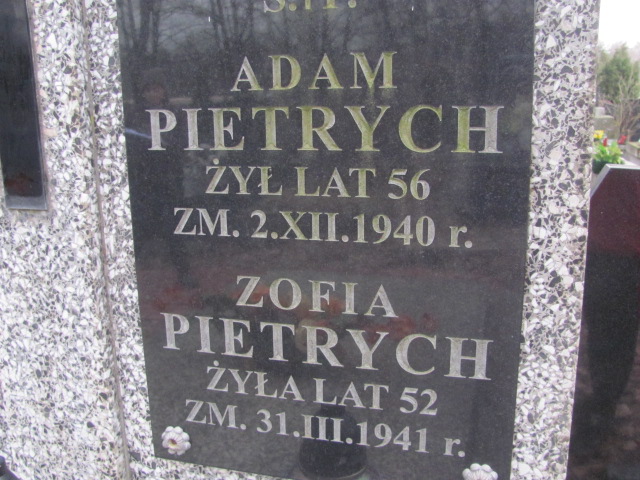 Ś.†P.
ADAM
PIETRYCH
ŻYŁ LAT 56
ZM. 2.XII.1940 r.
ZOFIA
PIETRYCH
ŻYŁA LAT 52
ZM. 31.III.1941 r.